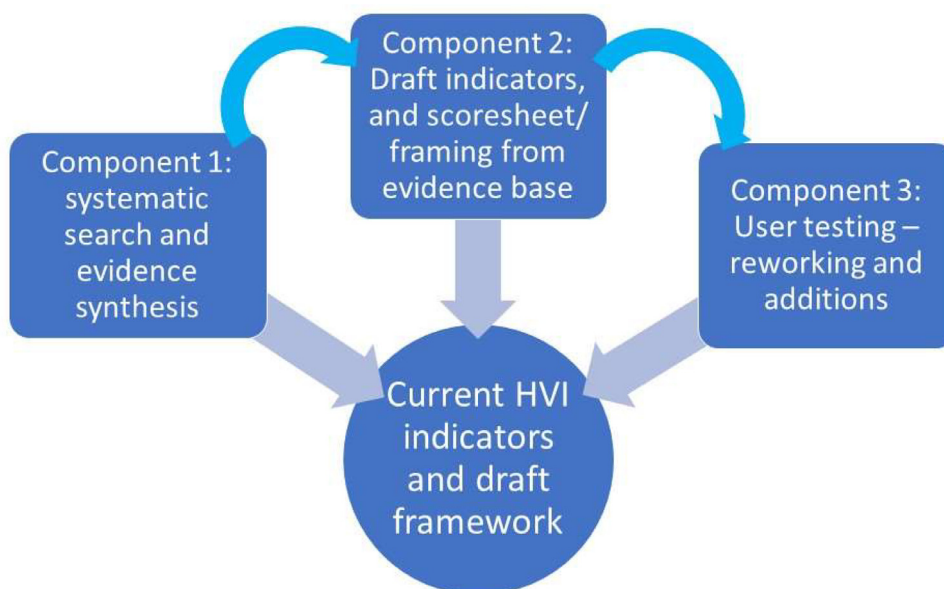 Component 1:
systematic
search and
evidence
synthesis
Component 2:
Draft indicators,
and scoresheet/
framing from
evidence base
Component 3:
User testing –
reworking and
additions
Current HVI
indicators
and draft
framework